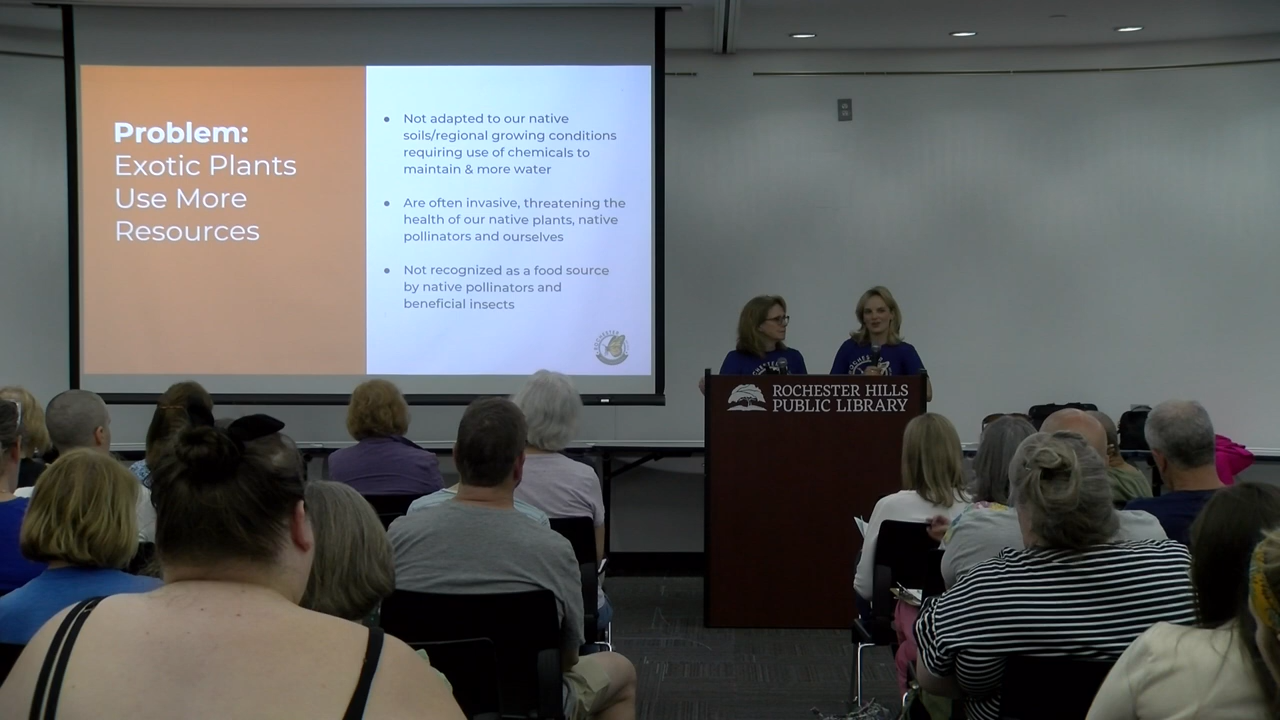 Problem:
Exotic Plants
Use More
Resources
● Not adapted to our native
soils/regional growing conditions
requiring use of chemicals to
maintain & more water
● Are often invasive, threatening the
health of our native plants, native
pollinators and ourselves
● Not recognized as a food source
by native pollinators and
beneficial insects
ROCHESTER
ROCHESTER HILLS
PUBLIC LIBRARY